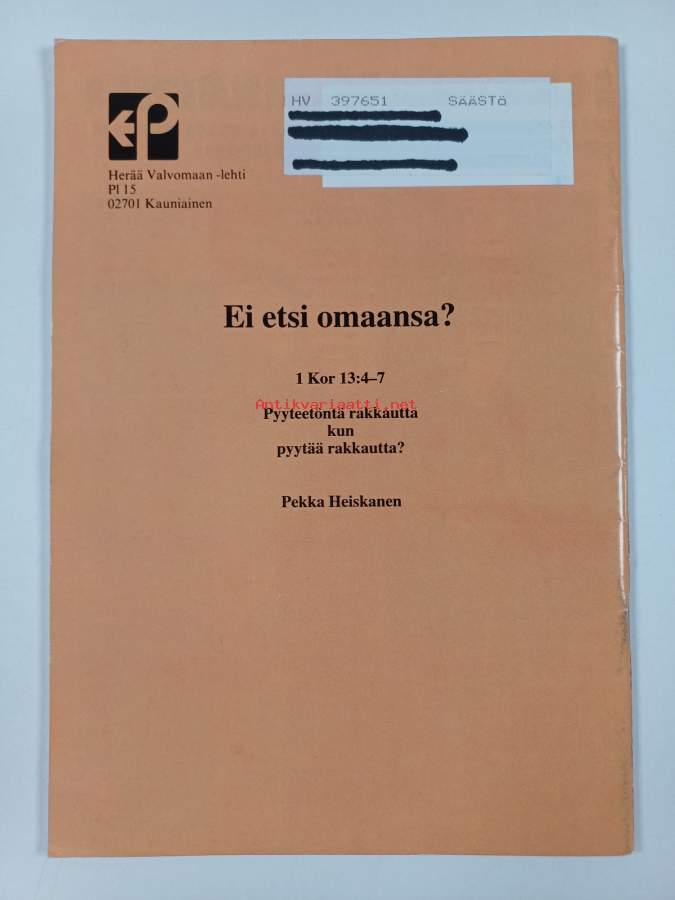 HV 397651 SÄÄSTÖ
EP
Herää Valvomaan -lehti
Pl 15
02701 Kauniainen
Ei etsi omaansa?
1 Kor 13:4–7
Antikvariaatti.net
Pyyteetöntä rakkautta
kun
pyytää rakkautta?
Pekka Heiskanen